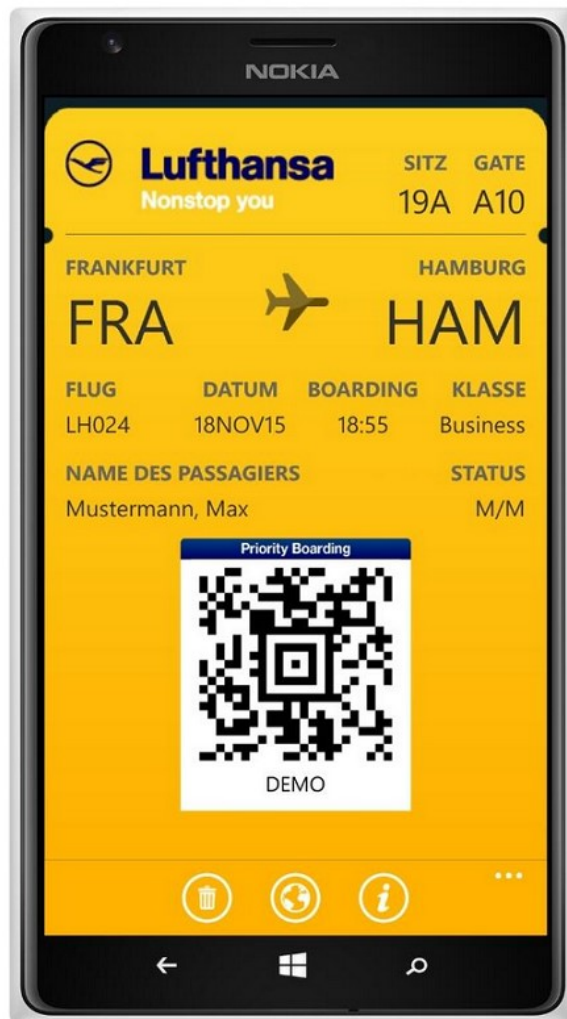 NOKIA
Lufthansa
Nonstop you
SITZ GATE
19A A10
FRANKFURT HAMBURG
FRA HAM
FLUG DATUM BOARDING KLASSE
LH024 18NOV15 18:55 Business
NAME DES PASSAGIERS STATUS
Mustermann, Max M/M
Priority Boarding
DEMO